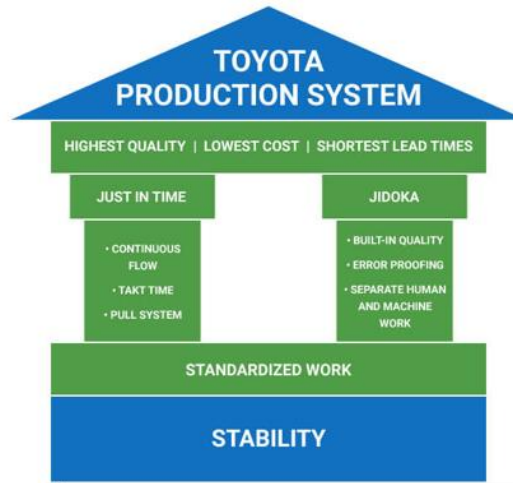 TOYOTA
PRODUCTION SYSTEM
HIGHEST QUALITY | LOWEST COST | SHORTEST LEAD TIMES
JUST IN TIME
• CONTINUOUS
FLOW
• TAKT TIME
• PULL SYSTEM
JIDOKA
• BUILT-IN QUALITY
• ERROR PROOFING
• SEPARATE HUMAN
AND MACHINE
WORK
STANDARDIZED WORK
STABILITY